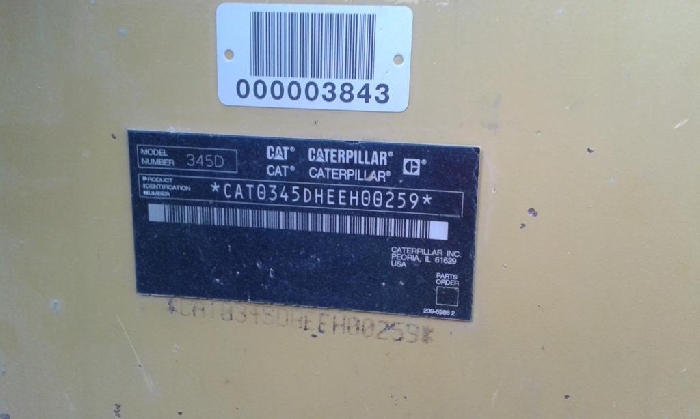 000003843
MODEL
NUMBER 345D
CAT® CATERPILLAR®
CAT® CATERPILLAR®
PRODUCT
IDENTIFICATION
NUMBER
*CAT0345DHEEH00259*
CATERPILLAR INC.
PEORIA, IL 61629
USA
PARTS
ORDER
*CAT0345DHEEH00259*